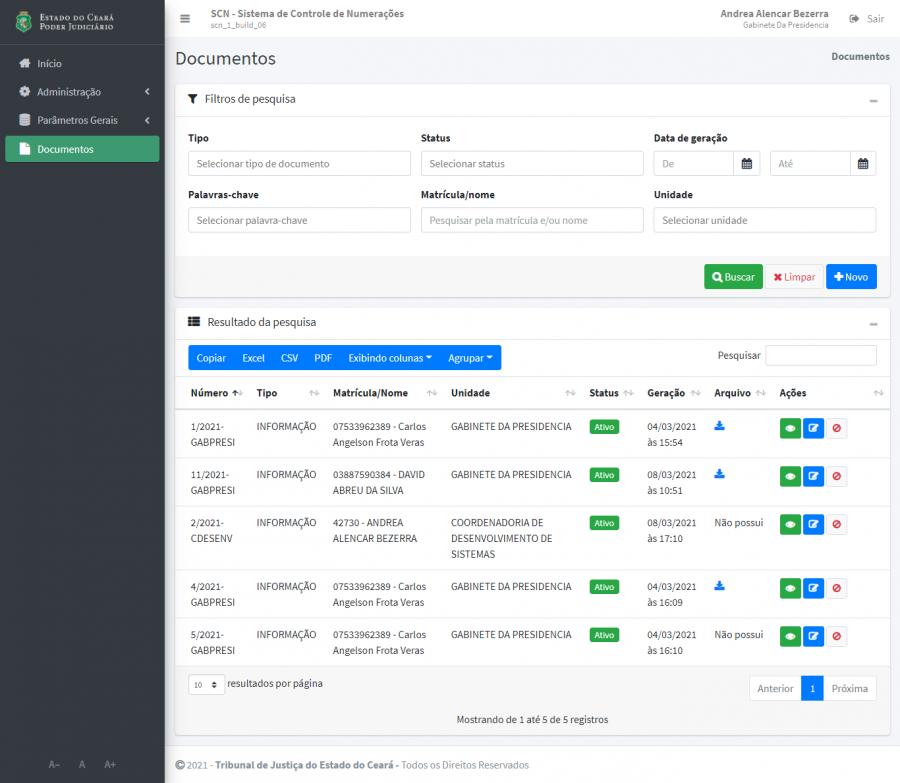 Estado do Ceará
Poder Judiciário
SCN - Sistema de Controle de Numerações
scn_1_build_06
Andrea Alencar Bezerra
Gabinete Da Presidencia
Sair
Início
Administração
Parâmetros Gerais
Documentos
Documentos
Documentos
Filtros de pesquisa
Tipo
Status
Data de geração
Selecionar tipo de documento
Selecionar status
De
Até
Palavras-chave
Matrícula/nome
Unidade
Selecionar palavra-chave
Pesquisar pela matrícula e/ou nome
Selecionar unidade
Buscar
Limpar
Novo
Resultado da pesquisa
Copiar Excel CSV PDF Exibindo colunas Agrupar
Pesquisar
Número Tipo Matrícula/Nome Unidade Status Geração Arquivo Ações
1/2021- INFORMAÇÃO 07533962389 - Carlos GABINETE DA PRESIDENCIA Ativo 04/03/2021
GABPRESI Angelson Frota Veras às 15:54
11/2021- INFORMAÇÃO 03887590384 - DAVID GABINETE DA PRESIDENCIA Ativo 08/03/2021
GABPRESI ABREU DA SILVA às 10:51
2/2021- INFORMAÇÃO 42730 - ANDREA COORDENADORIA DE Ativo 08/03/2021 Não possui
CDESENV ALENCAR BEZERRA DESENVOLVIMENTO DE às 17:10
SISTEMAS
4/2021- INFORMAÇÃO 07533962389 - Carlos GABINETE DA PRESIDENCIA Ativo 04/03/2021
GABPRESI Angelson Frota Veras às 16:09
5/2021- INFORMAÇÃO 07533962389 - Carlos GABINETE DA PRESIDENCIA Ativo 04/03/2021 Não possui
GABPRESI Angelson Frota Veras às 16:10
10 resultados por página
Anterior 1 Próxima
Mostrando de 1 até 5 de 5 registros
A- A A+
© 2021 - Tribunal de Justiça do Estado do Ceará - Todos os Direitos Reservados